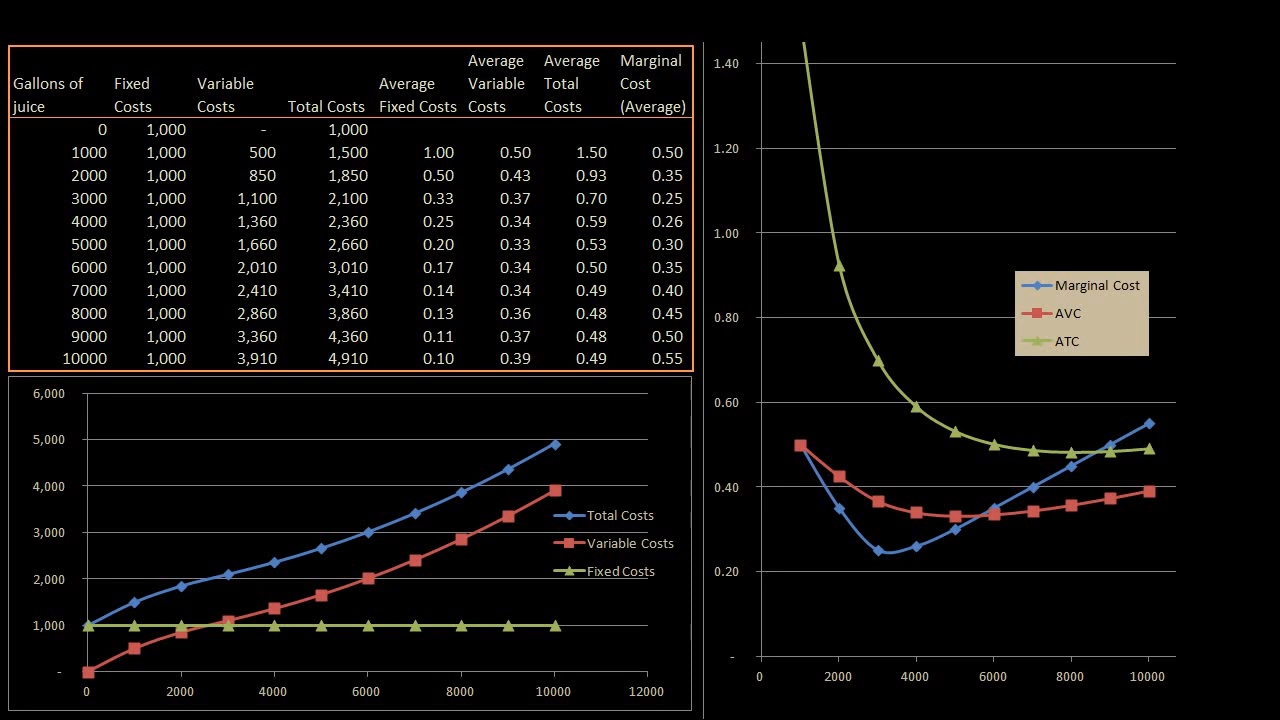 Average Average Marginal
Gallons of Fixed Variable Average Variable Total Cost
juice Costs Costs Total Costs Fixed Costs Costs Costs (Average)
0 1,000 - 1,000
1000 1,000 500 1,500 1.00 0.50 1.50 0.50
2000 1,000 850 1,850 0.50 0.43 0.93 0.35
3000 1,000 1,100 2,100 0.33 0.37 0.70 0.25
4000 1,000 1,360 2,360 0.25 0.34 0.59 0.26
5000 1,000 1,660 2,660 0.20 0.33 0.53 0.30
6000 1,000 2,010 3,010 0.17 0.34 0.50 0.35
7000 1,000 2,410 3,410 0.14 0.34 0.49 0.40
8000 1,000 2,860 3,860 0.13 0.36 0.48 0.45
9000 1,000 3,360 4,360 0.11 0.37 0.48 0.50
10000 1,000 3,910 4,910 0.10 0.39 0.49 0.55
6,000
5,000
4,000
3,000
2,000
1,000
-
0 2000 4000 6000 8000 10000 12000
Total Costs
Variable Costs
Fixed Costs
1.40
1.20
1.00
0.80
0.60
0.40
0.20
-
0 2000 4000 6000 8000 10000
Marginal Cost
AVC
ATC